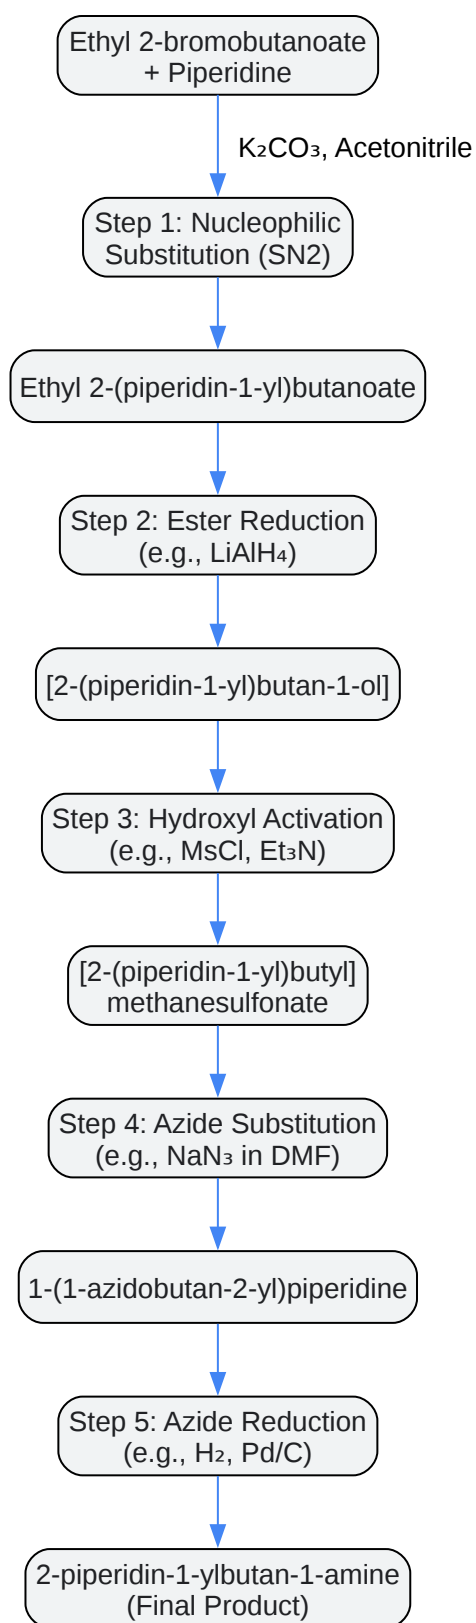 Ethyl 2-bromobutanoate
+ Piperidine
K₂CO₃, Acetonitrile
Step 1: Nucleophilic
Substitution (SN2)
Ethyl 2-(piperidin-1-yl)butanoate
Step 2: Ester Reduction
(e.g., LiAlH₄)
[2-(piperidin-1-yl)butan-1-ol]
Step 3: Hydroxyl Activation
(e.g., MsCl, Et₃N)
[2-(piperidin-1-yl)butyl]
methanesulfonate
Step 4: Azide Substitution
(e.g., NaN₃ in DMF)
1-(1-azidobutan-2-yl)piperidine
Step 5: Azide Reduction
(e.g., H₂, Pd/C)
2-piperidin-1-ylbutan-1-amine
(Final Product)